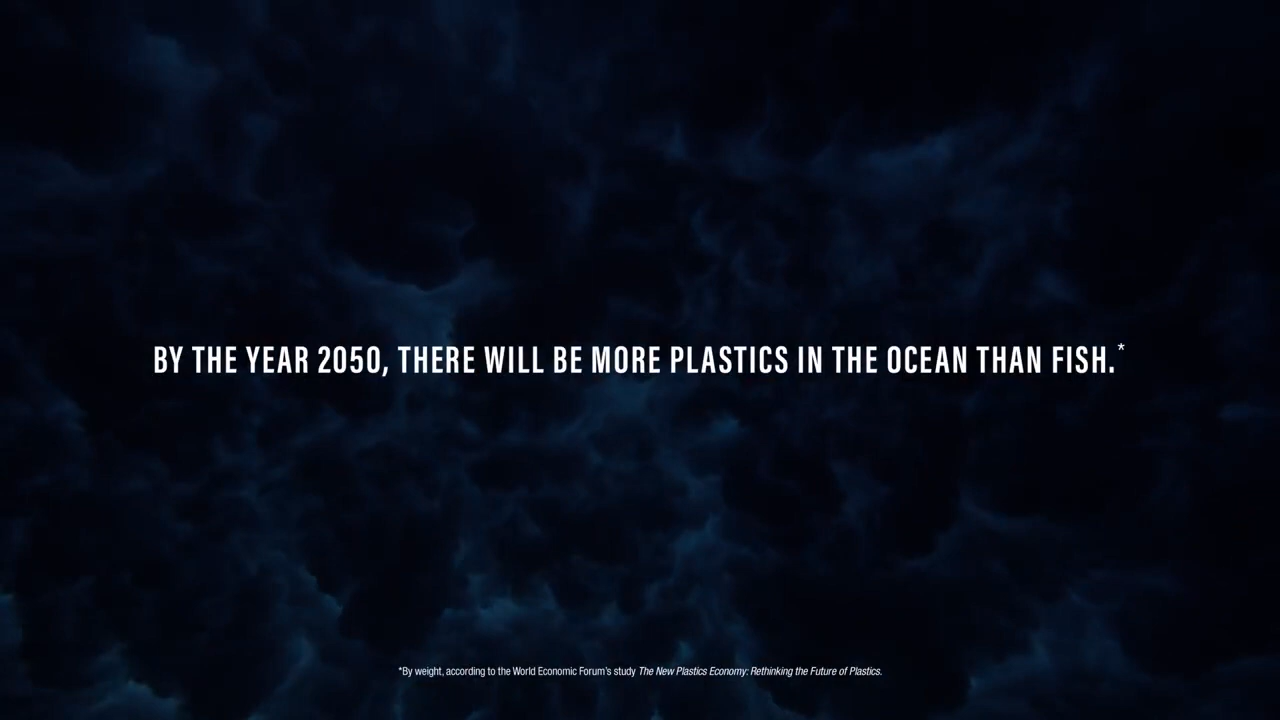 BY THE YEAR 2050, THERE WILL BE MORE PLASTICS IN THE OCEAN THAN FISH.*
*By weight, according to the World Economic Forum's study The New Plastics Economy: Rethinking the Future of Plastics.